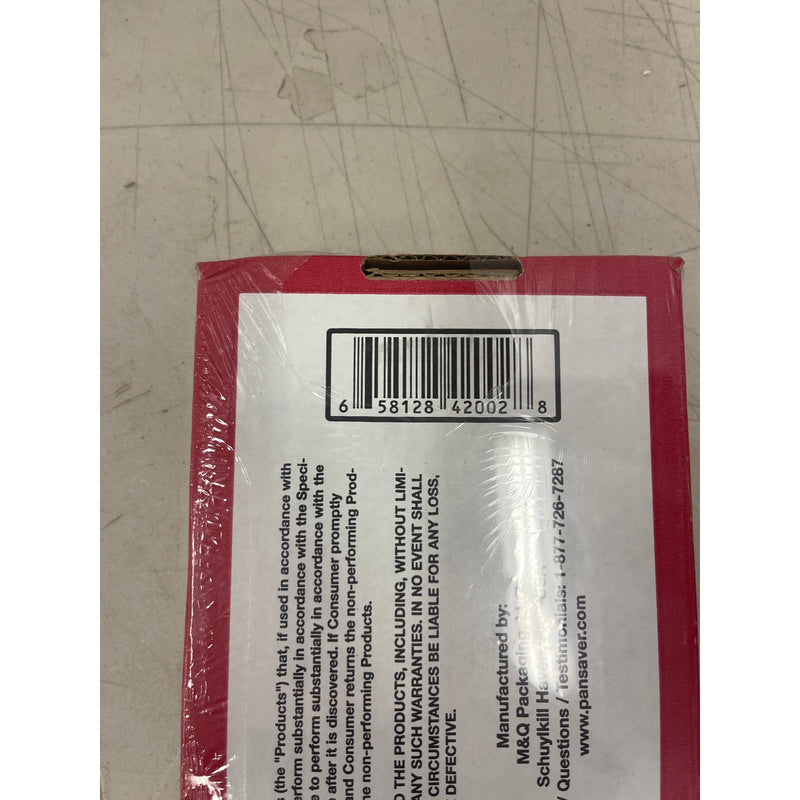 6 58128 42002 8
s (the "Products") that, if used in accordance with
erform substantially in accordance with the Speci-
e to perform substantially in accordance with the
e after it is discovered. If Consumer promptly
and Consumer returns the non-performing Prod-
he non-performing Products.
O THE PRODUCTS, INCLUDING, WITHOUT LIMI-
ANY SUCH WARRANTIES. IN NO EVENT SHALL
CIRCUMSTANCES BE LIABLE FOR ANY LOSS,
DEFECTIVE.
Manufactured by:
M&Q Packaging
Schuylkill USA
/ Questions / Testimonials: 1-877-726-7287
www.pansaver.com